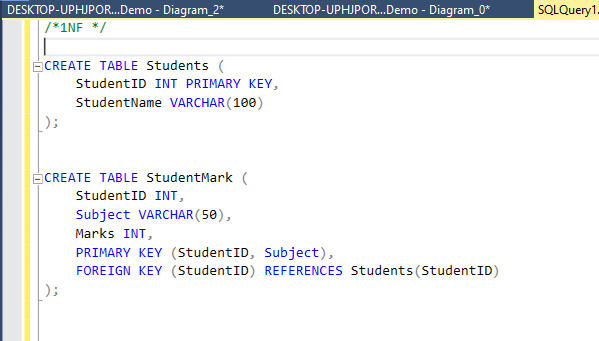 DESKTOP-UPHJPOR...Demo - Diagram_2* DESKTOP-UPHJPOR...Demo - Diagram_0* SQLQuery1.
/*1NF */
CREATE TABLE Students (
StudentID INT PRIMARY KEY,
StudentName VARCHAR(100)
);
CREATE TABLE StudentMark (
StudentID INT,
Subject VARCHAR(50),
Marks INT,
PRIMARY KEY (StudentID, Subject),
FOREIGN KEY (StudentID) REFERENCES Students(StudentID)
);